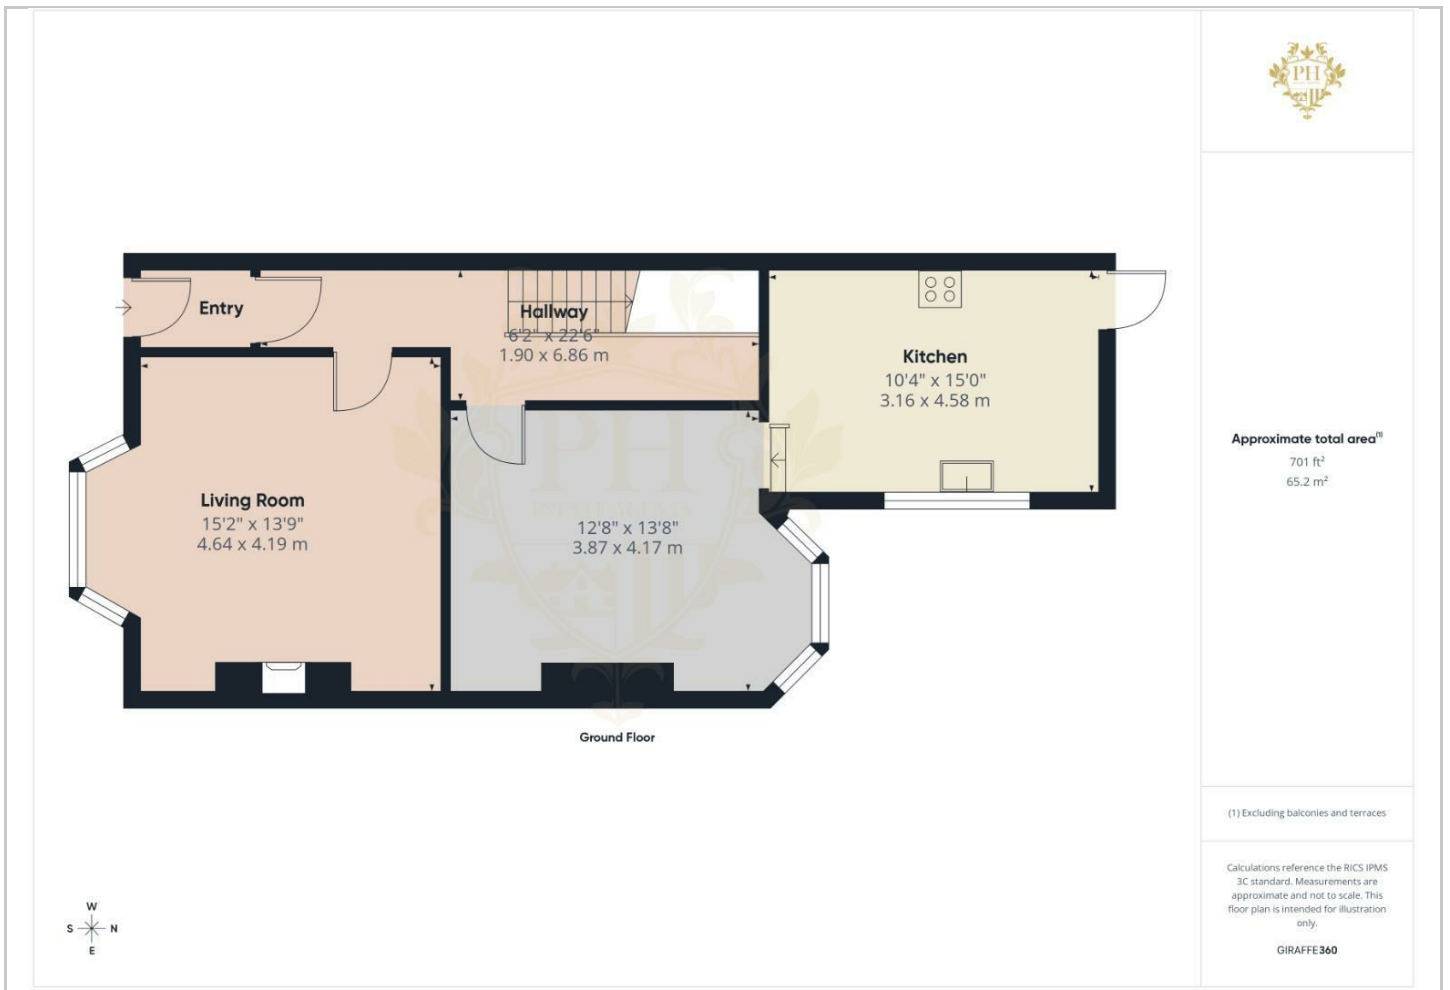 PH
Entry
Hallway
6'2" x 22'6"
1.90 x 6.86 m
Kitchen
10'4" x 15'0"
3.16 x 4.58 m
Living Room
15'2" x 13'9"
4.64 x 4.19 m
PH
ESTATE AGENTS
12'8" x 13'8"
3.87 x 4.17 m
Ground Floor
W
S N
E
Approximate total area(1)
701 ft²
65.2 m²
(1) Excluding balconies and terraces
Calculations reference the RICS IPMS
3C standard. Measurements are
approximate and not to scale. This
floor plan is intended for illustration
only.
GIRAFFE360